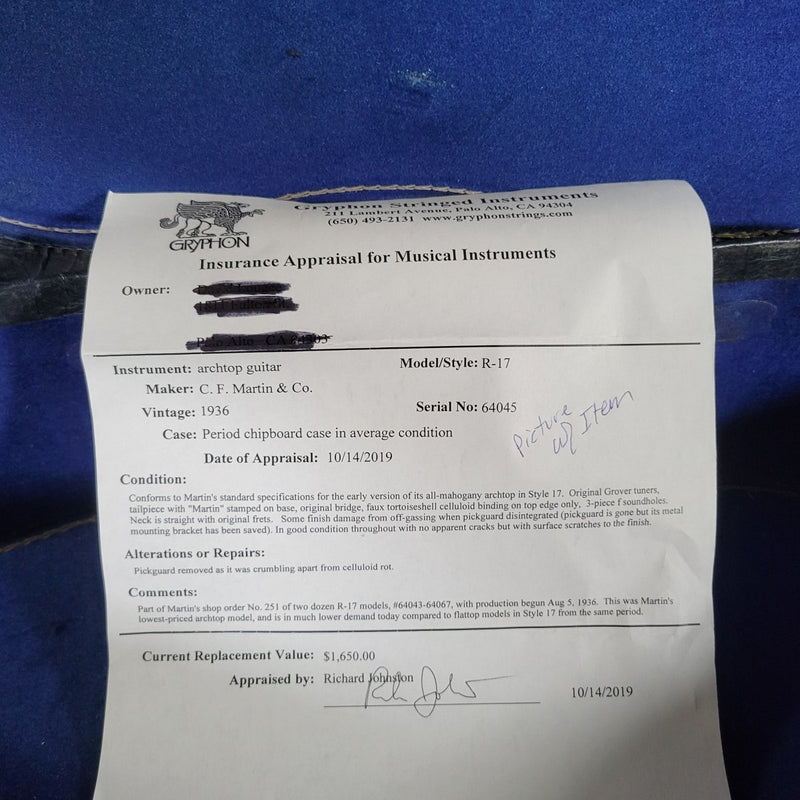 Gryphon Stringed Instruments
211 Lambert Avenue, Palo Alto, CA 94304
(650) 493-2131 www.gryphonstrings.com
GRYPHON
Insurance Appraisal for Musical Instruments
Owner:
Palo Alto CA 94303
Instrument: archtop guitar Model/Style: R-17
Maker: C. F. Martin & Co.
Vintage: 1936 Serial No: 64045
Picture w/ Item
Case: Period chipboard case in average condition
Date of Appraisal: 10/14/2019
Condition:
Conforms to Martin's standard specifications for the early version of its all-mahogany archtop in Style 17. Original Grover tuners,
tailpiece with "Martin" stamped on base, original bridge, faux tortoiseshell celluloid binding on top edge only, 3-piece f soundholes.
Neck is straight with original frets. Some finish damage from off-gassing when pickguard disintegrated (pickguard is gone but its metal
mounting bracket has been saved). In good condition throughout with no apparent cracks but with surface scratches to the finish.
Alterations or Repairs:
Pickguard removed as it was crumbling apart from celluloid rot.
Comments:
Part of Martin's shop order No. 251 of two dozen R-17 models, #64043-64067, with production begun Aug 5, 1936. This was Martin's
lowest-priced archtop model, and is in much lower demand today compared to flattop models in Style 17 from the same period.
Current Replacement Value: $1,650.00
Appraised by: Richard Johnston
10/14/2019